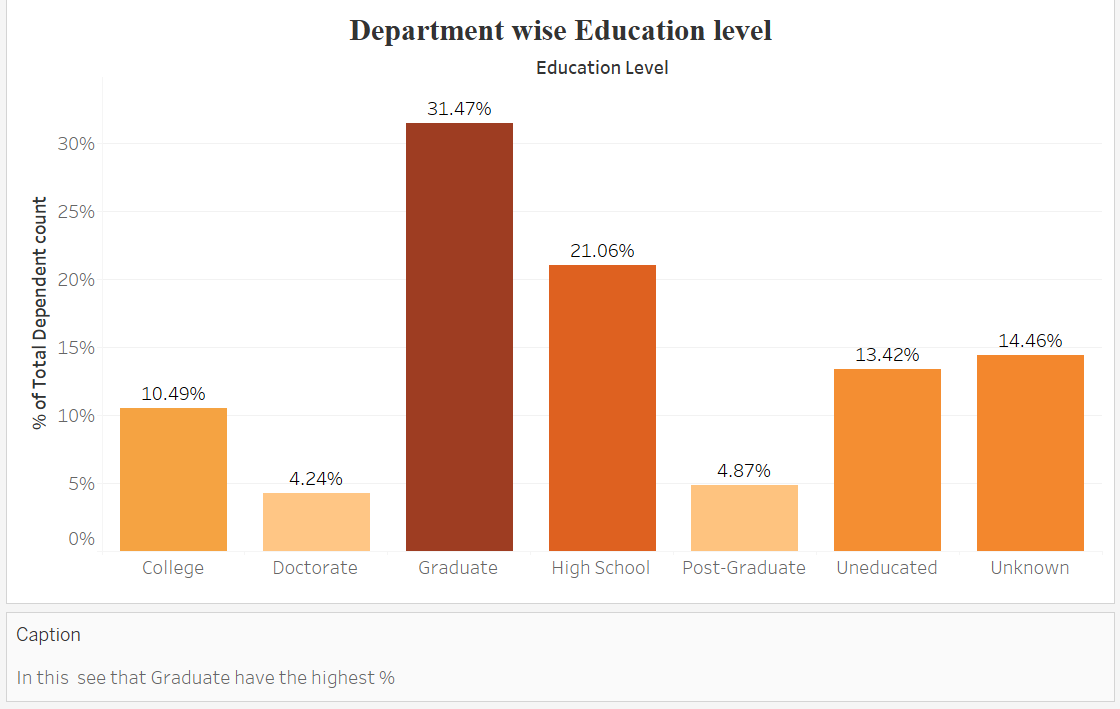 Department wise Education level
Education Level
31.47%
30%
25%
21.06%
20%
15%
14.46%
13.42%
10.49%
10%
5%
4.87%
4.24%
0%
% of Total Dependent count
College Doctorate Graduate High School Post-Graduate Uneducated Unknown
Caption
In this  see that Graduate have the highest %